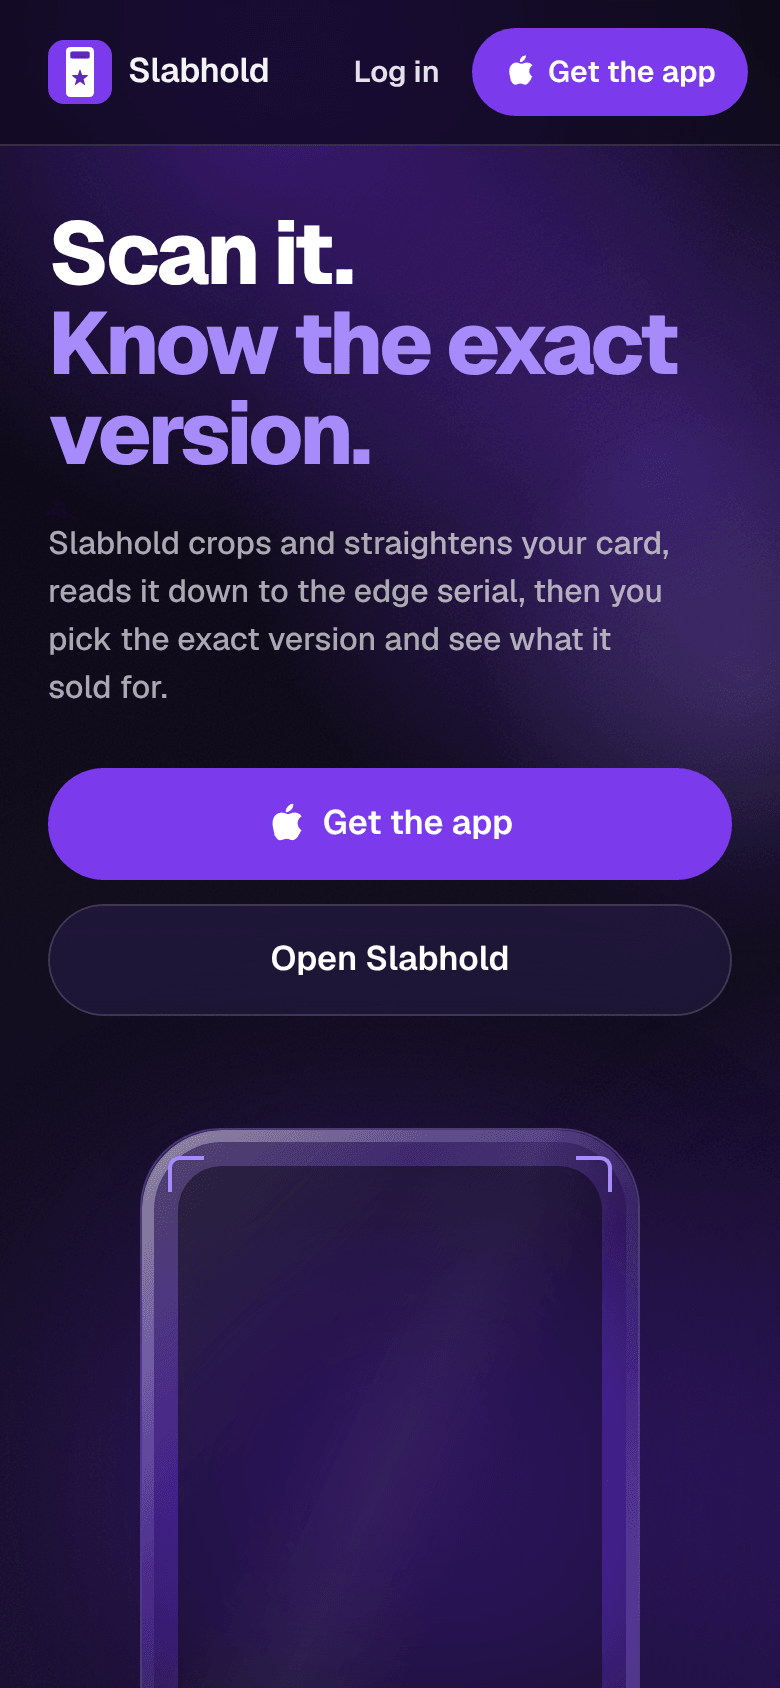 Slabhold
Log in
Get the app
Scan it.
Know the exact
version.
Slabhold crops and straightens your card,
reads it down to the edge serial, then you
pick the exact version and see what it
sold for.
Get the app
Open Slabhold